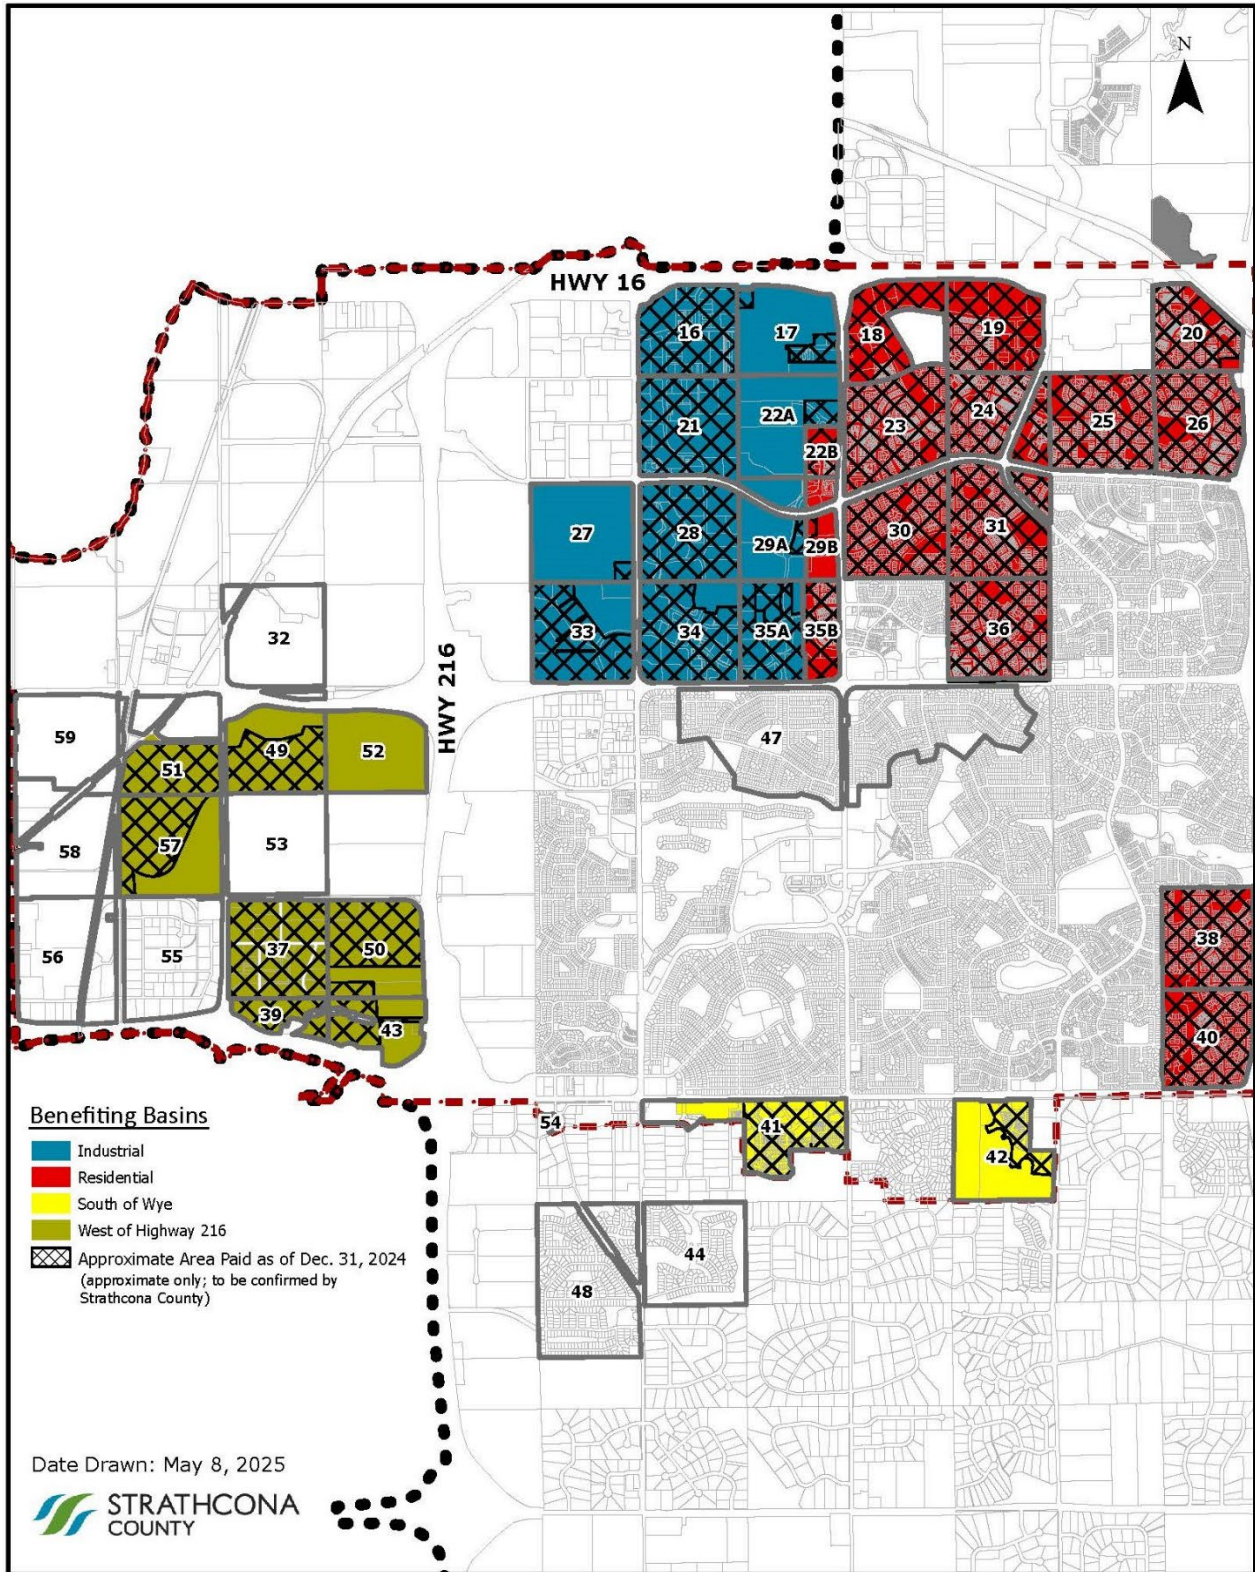 N
HWY 16
16
17
18
19
20
21
22A
22B
23
24
25
26
27
28
29A
29B
30
31
32
33
34
35A
35B
36
HWY 216
59
51
49
52
47
58
57
53
56
55
37
50
38
39
43
40
54
41
42
44
48
Benefiting Basins
Industrial
Residential
South of Wye
West of Highway 216
Approximate Area Paid as of Dec. 31, 2024
(approximate only; to be confirmed by
Strathcona County)
Date Drawn: May 8, 2025
STRATHCONA
COUNTY